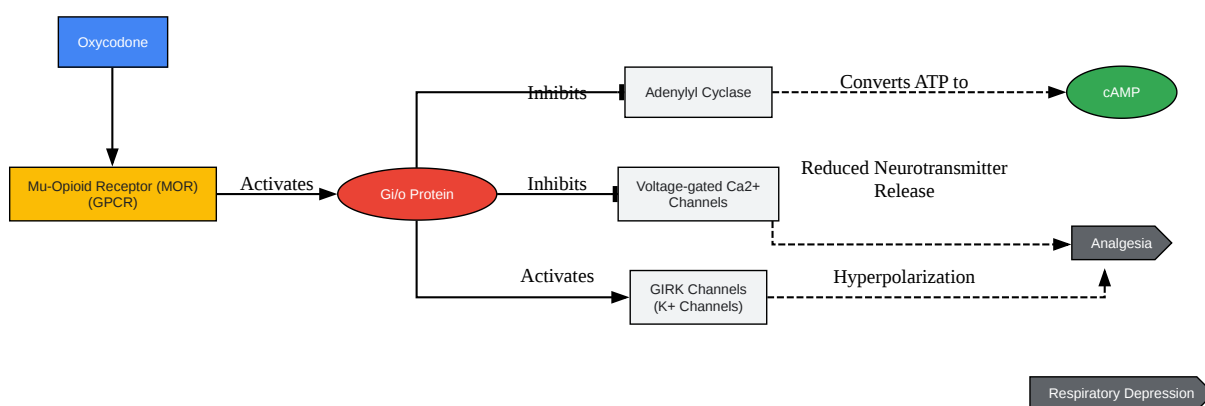 Oxycodone
Inhibits
Adenylyl Cyclase
Converts ATP to
cAMP
Mu-Opioid Receptor (MOR)
(GPCR)
Activates
Gi/o Protein
Inhibits
Voltage-gated Ca2+
Channels
Reduced Neurotransmitter
Release
Analgesia
Activates
GIRK Channels
(K+ Channels)
Hyperpolarization
Respiratory Depression